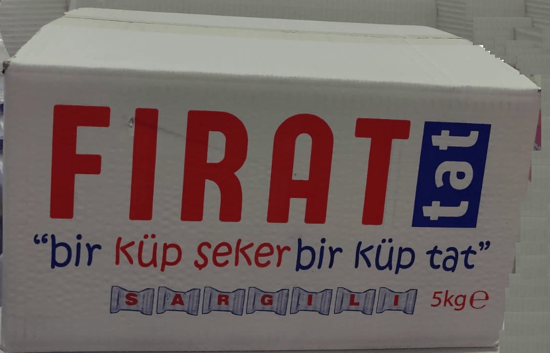 FIRAT tat
“bir küp şeker bir küp tat”
SARGILI 5kg℮